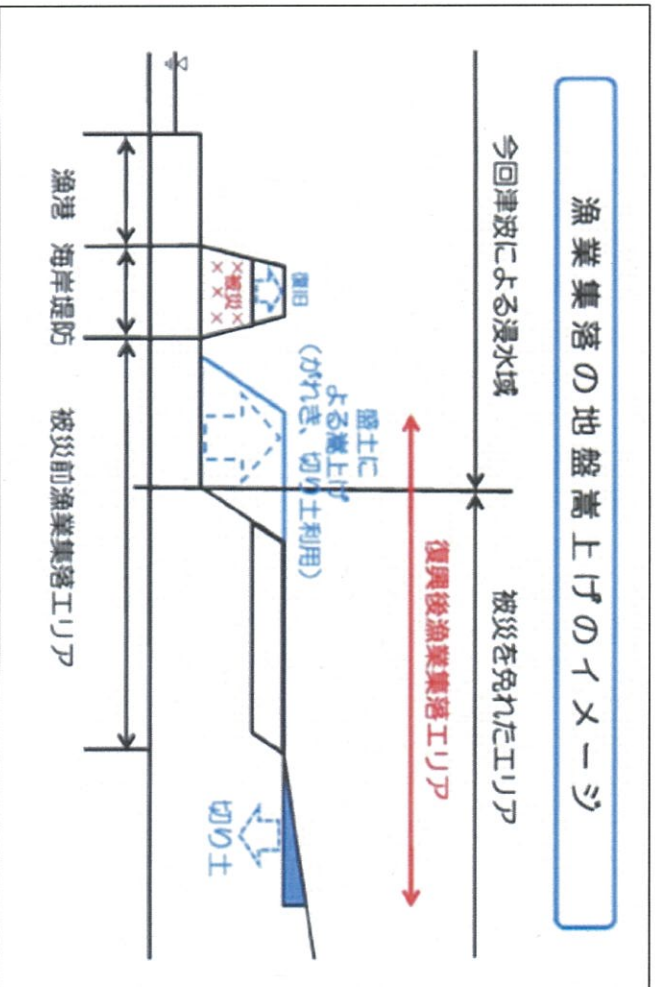 漁業集落の地盤嵩上げのイメージ
今回津波による浸水域
被災を免れたエリア
復興後漁業集落エリア
盛土に
よる嵩上げ
(がれき、切り土利用)
復旧
被災
切り土
漁港
海岸堤防
被災前漁業集落エリア